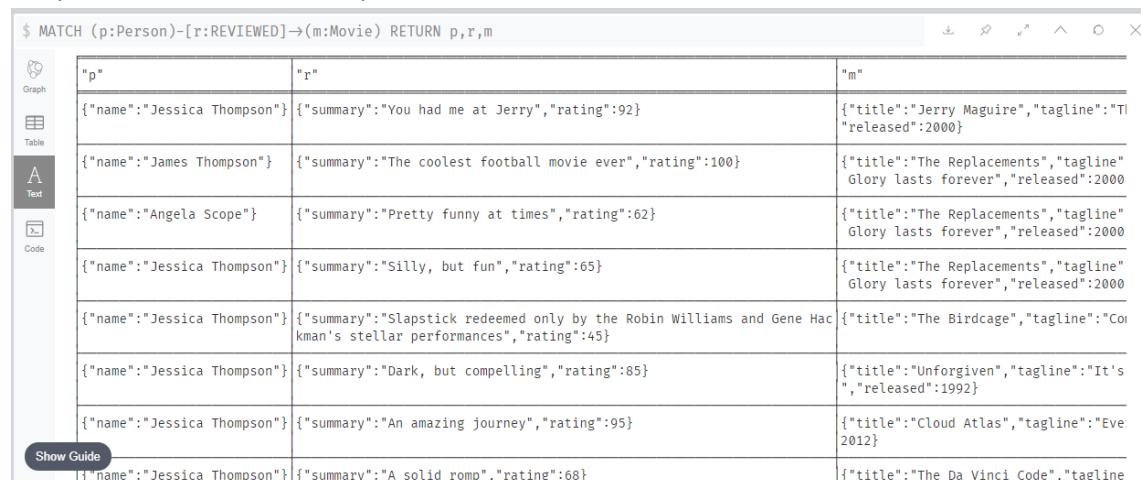 $ MATCH (p:Person)-[r:REVIEWED]→(m:Movie) RETURN p,r,m
Graph
Table
A
Text
Code
"p" "r" "m"
{"name":"Jessica Thompson"} {"summary":"You had me at Jerry","rating":92} {"title":"Jerry Maguire","tagline":"
"released":2000}
{"name":"James Thompson"} {"summary":"The coolest football movie ever","rating":100} {"title":"The Replacements","tagline"
Glory lasts forever","released":2000
{"name":"Angela Scope"} {"summary":"Pretty funny at times","rating":62} {"title":"The Replacements","tagline"
Glory lasts forever","released":2000
{"name":"Jessica Thompson"} {"summary":"Silly, but fun","rating":65} {"title":"The Replacements","tagline"
Glory lasts forever","released":2000
{"name":"Jessica Thompson"} {"summary":"Slapstick redeemed only by the Robin Williams and Gene Hac {"title":"The Birdcage","tagline":"Co
kman's stellar performances","rating":45}
{"name":"Jessica Thompson"} {"summary":"Dark, but compelling","rating":85} {"title":"Unforgiven","tagline":"It's
","released":1992}
{"name":"Jessica Thompson"} {"summary":"An amazing journey","rating":95} {"title":"Cloud Atlas","tagline":"Eve
2012}
Show Guide
{"name":"Jessica Thompson"} {"summary":"A solid romp","rating":68} {"title":"The Da Vinci Code","tagline